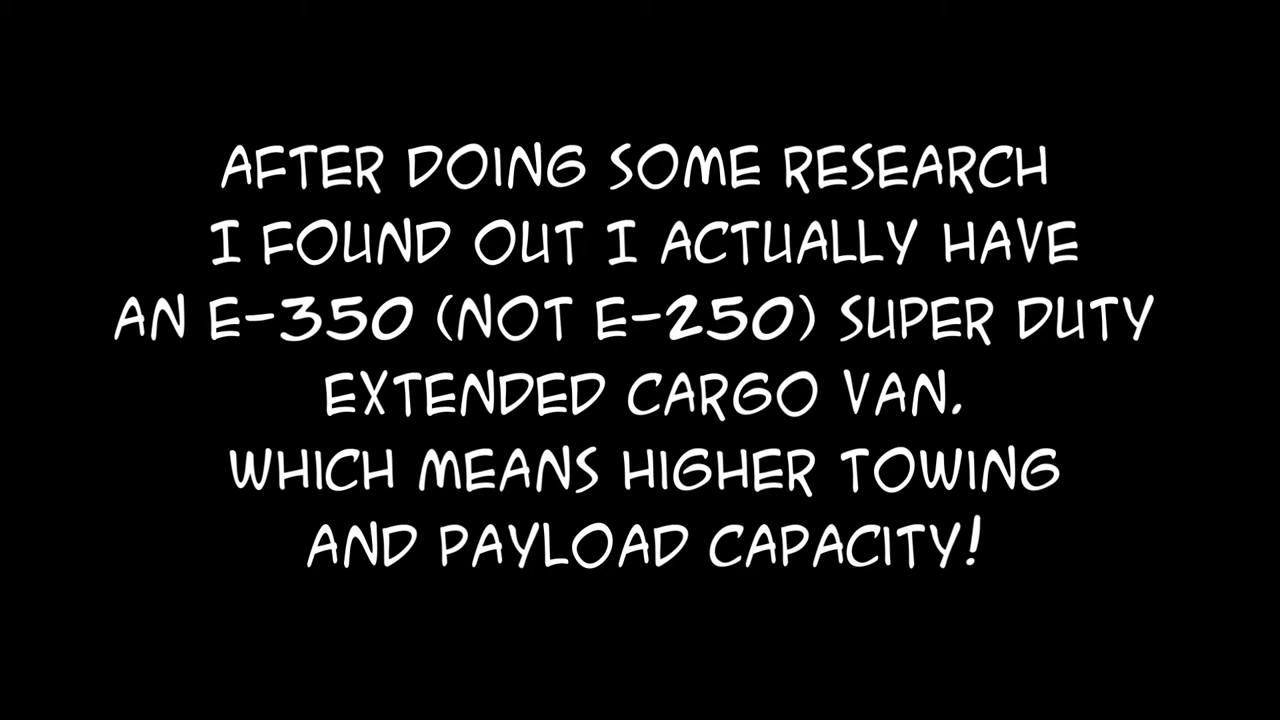 AFTER DOING SOME RESEARCH
I FOUND OUT I ACTUALLY HAVE
AN E-350 (NOT E-250) SUPER DUTY
EXTENDED CARGO VAN.
WHICH MEANS HIGHER TOWING
AND PAYLOAD CAPACITY!